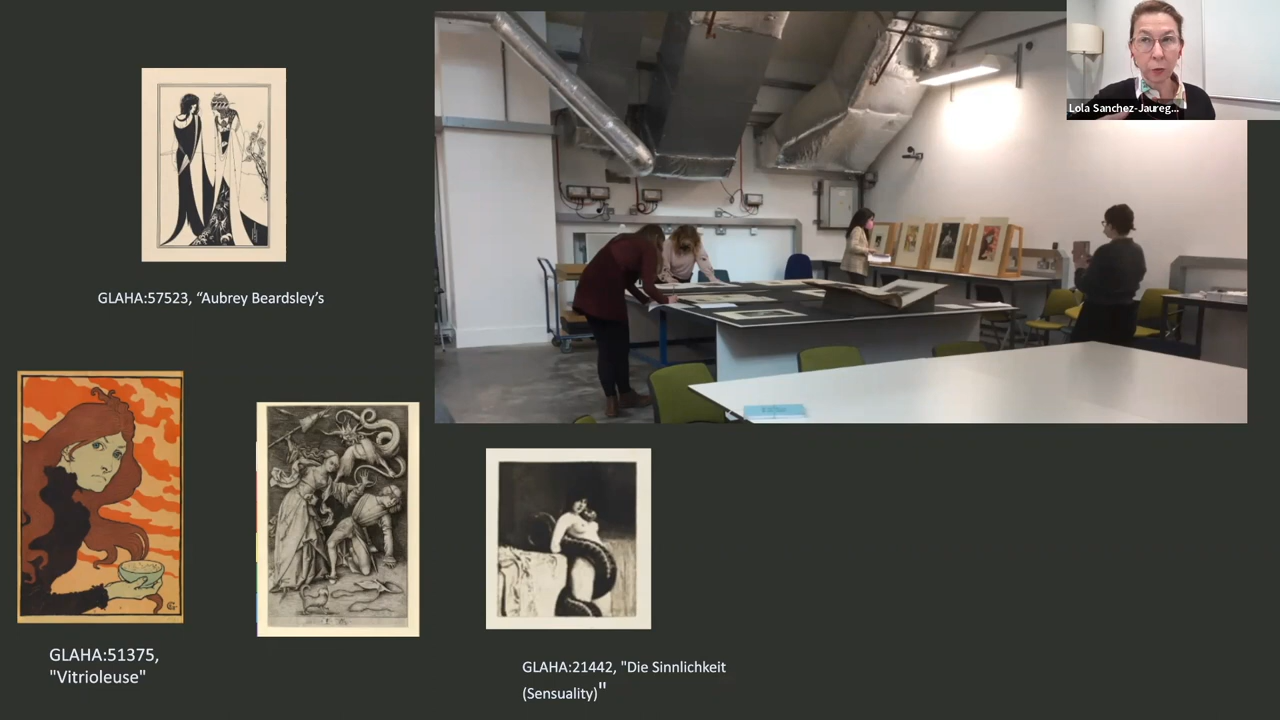 Lola Sanchez-Jaureg...
GLAHA:57523, “Aubrey Beardsley’s
GLAHA:51375,
"Vitrioleuse"
GLAHA:21442, "Die Sinnlichkeit
(Sensuality)"